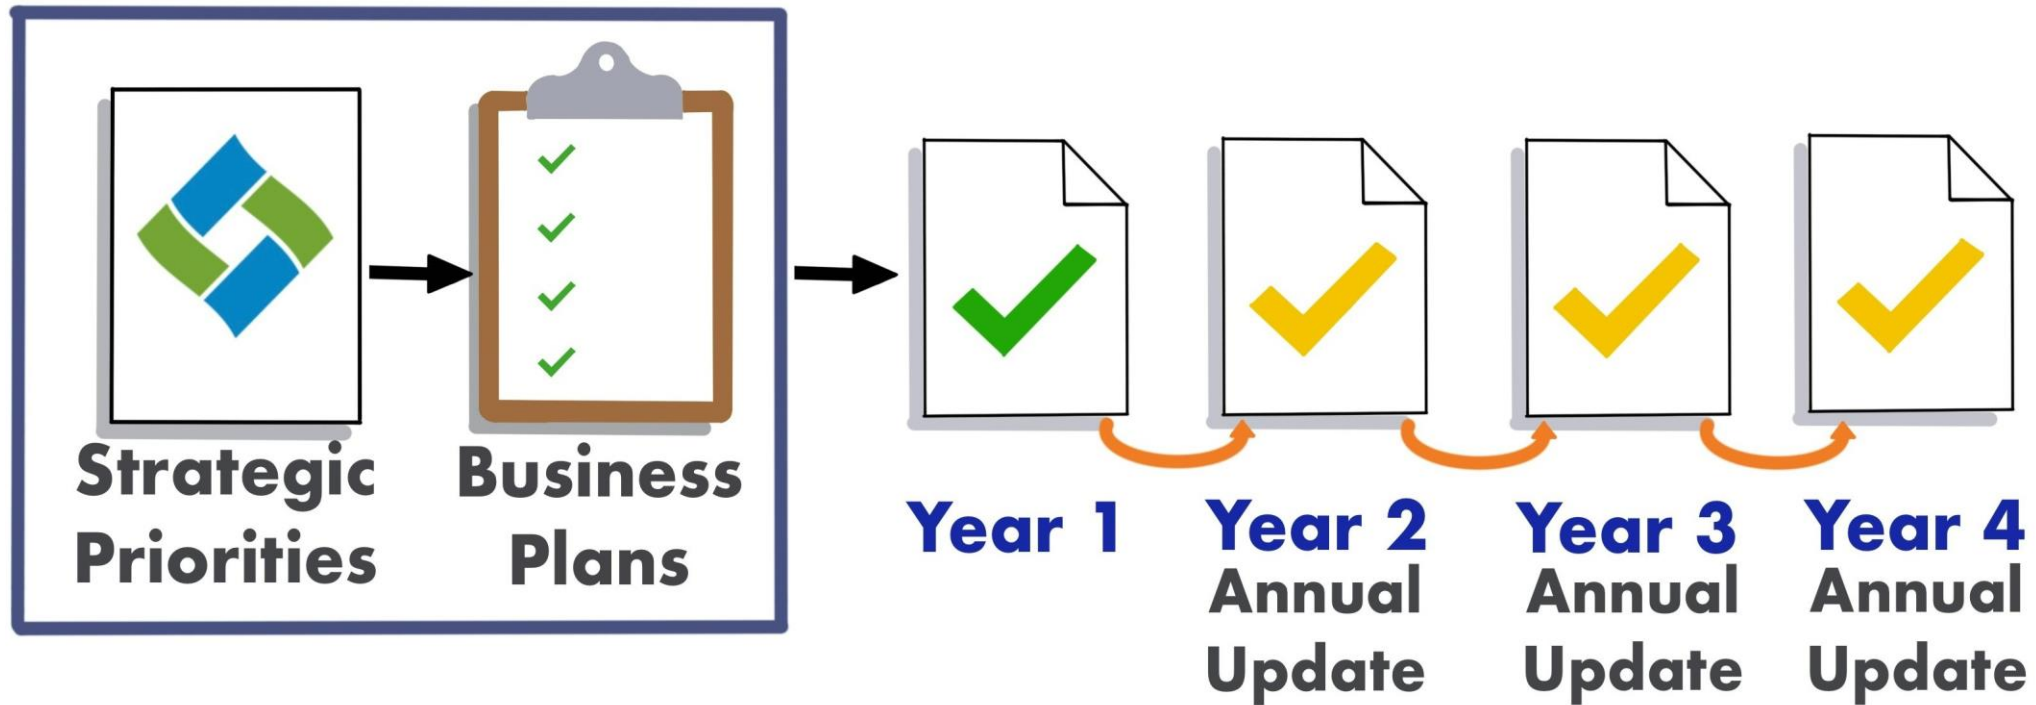 Strategic
Priorities
Business
Plans
Year 1
Year 2
Annual
Update
Year 3
Annual
Update
Year 4
Annual
Update